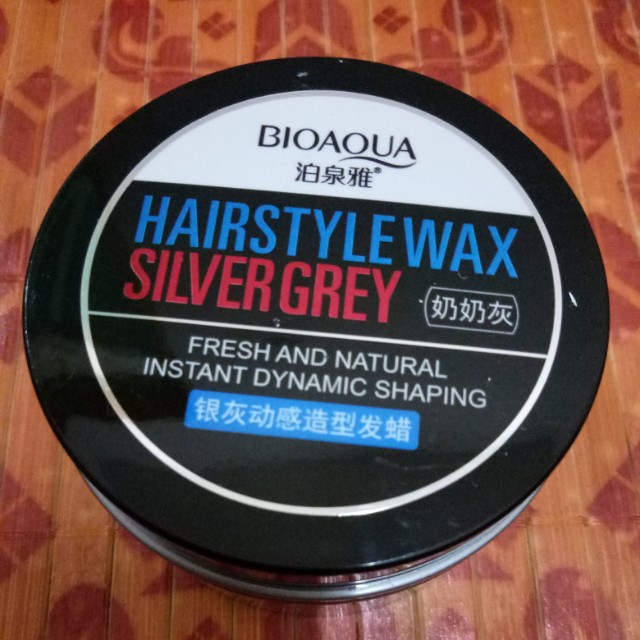 BIOAQUA
泊泉雅®
HAIRSTYLE WAX
SILVER GREY
奶奶灰
FRESH AND NATURAL
INSTANT DYNAMIC SHAPING
银灰动感造型发蜡